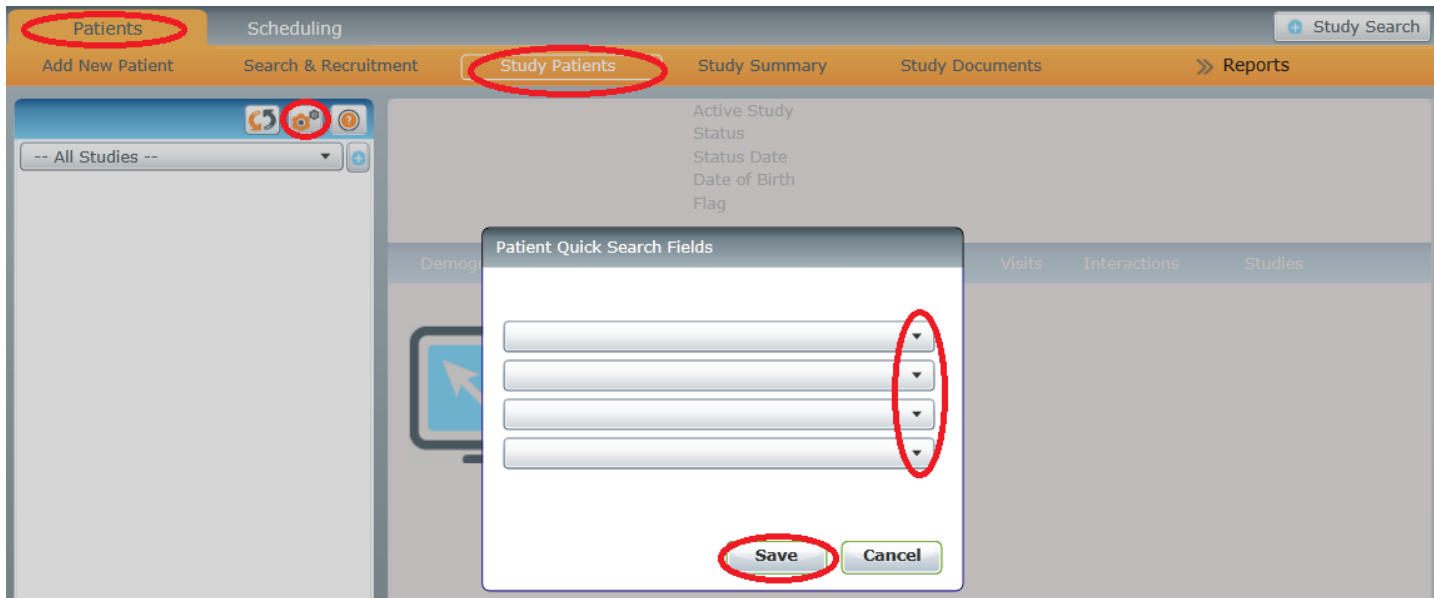 Patients Scheduling Study Search
Add New Patient Search & Recruitment Study Patients Study Summary Study Documents Reports
-- All Studies --
Active Study
Status
Status Date
Date of Birth
Flag
Patient Quick Search Fields
Visits Interactions Studies
Save Cancel